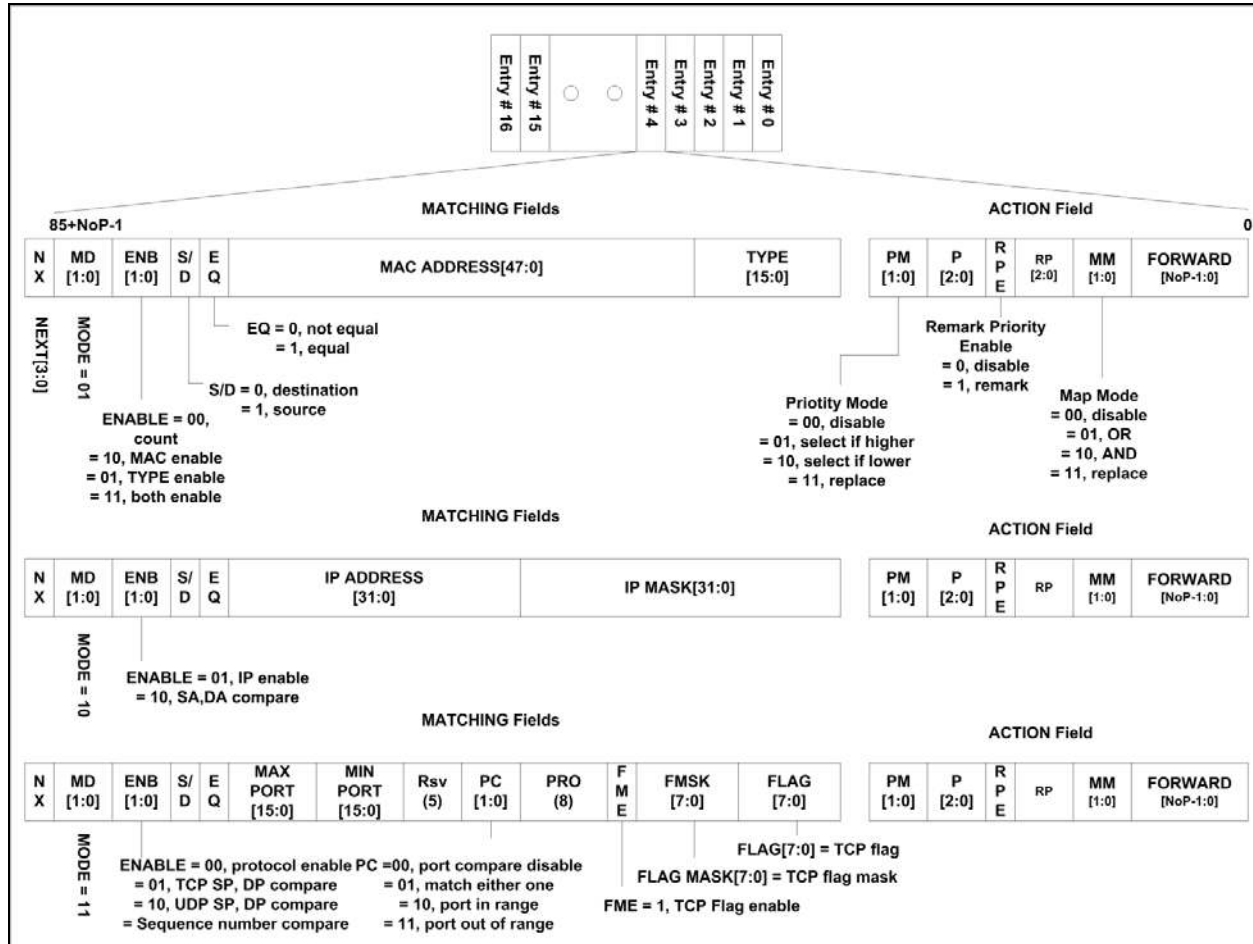 Entry # 16
Entry # 15
Entry # 4
Entry # 3
Entry # 2
Entry # 1
Entry # 0
MATCHING Fields
ACTION Field
85+NoP-1
0
NX
MD
[1:0]
ENB
[1:0]
S/
D
EQ
MAC ADDRESS[47:0]
TYPE
[15:0]
PM
[1:0]
P
[2:0]
RPE
RP
[2:0]
MM
[1:0]
FORWARD
[NoP-1:0]
NEXT[3:0]
MODE = 01
EQ = 0, not equal
= 1, equal
S/D = 0, destination
= 1, source
ENABLE = 00,
count
= 10, MAC enable
= 01, TYPE enable
= 11, both enable
Priotity Mode
= 00, disable
= 01, select if higher
= 10, select if lower
= 11, replace
Remark Priority
Enable
= 0, disable
= 1, remark
Map Mode
= 00, disable
= 01, OR
= 10, AND
= 11, replace
MATCHING Fields
ACTION Field
NX
MD
[1:0]
ENB
[1:0]
S/
D
EQ
IP ADDRESS
[31:0]
IP MASK[31:0]
PM
[1:0]
P
[2:0]
RPE
RP
MM
[1:0]
FORWARD
[NoP-1:0]
MODE = 10
ENABLE = 01, IP enable
= 10, SA,DA compare
MATCHING Fields
ACTION Field
NX
MD
[1:0]
ENB
[1:0]
S/
D
EQ
MAX
PORT
[15:0]
MIN
PORT
[15:0]
Rsv
(5)
PC
[1:0]
PRO
(8)
FME
FMSK
[7:0]
FLAG
[7:0]
PM
[1:0]
P
[2:0]
RPE
RP
MM
[1:0]
FORWARD
[NoP-1:0]
MODE = 11
ENABLE = 00, protocol enable
= 01, TCP SP, DP compare
= 10, UDP SP, DP compare
= Sequence number compare
PC =00, port compare disable
= 01, match either one
= 10, port in range
= 11, port out of range
FLAG[7:0] = TCP flag
FLAG MASK[7:0] = TCP flag mask
FME = 1, TCP Flag enable